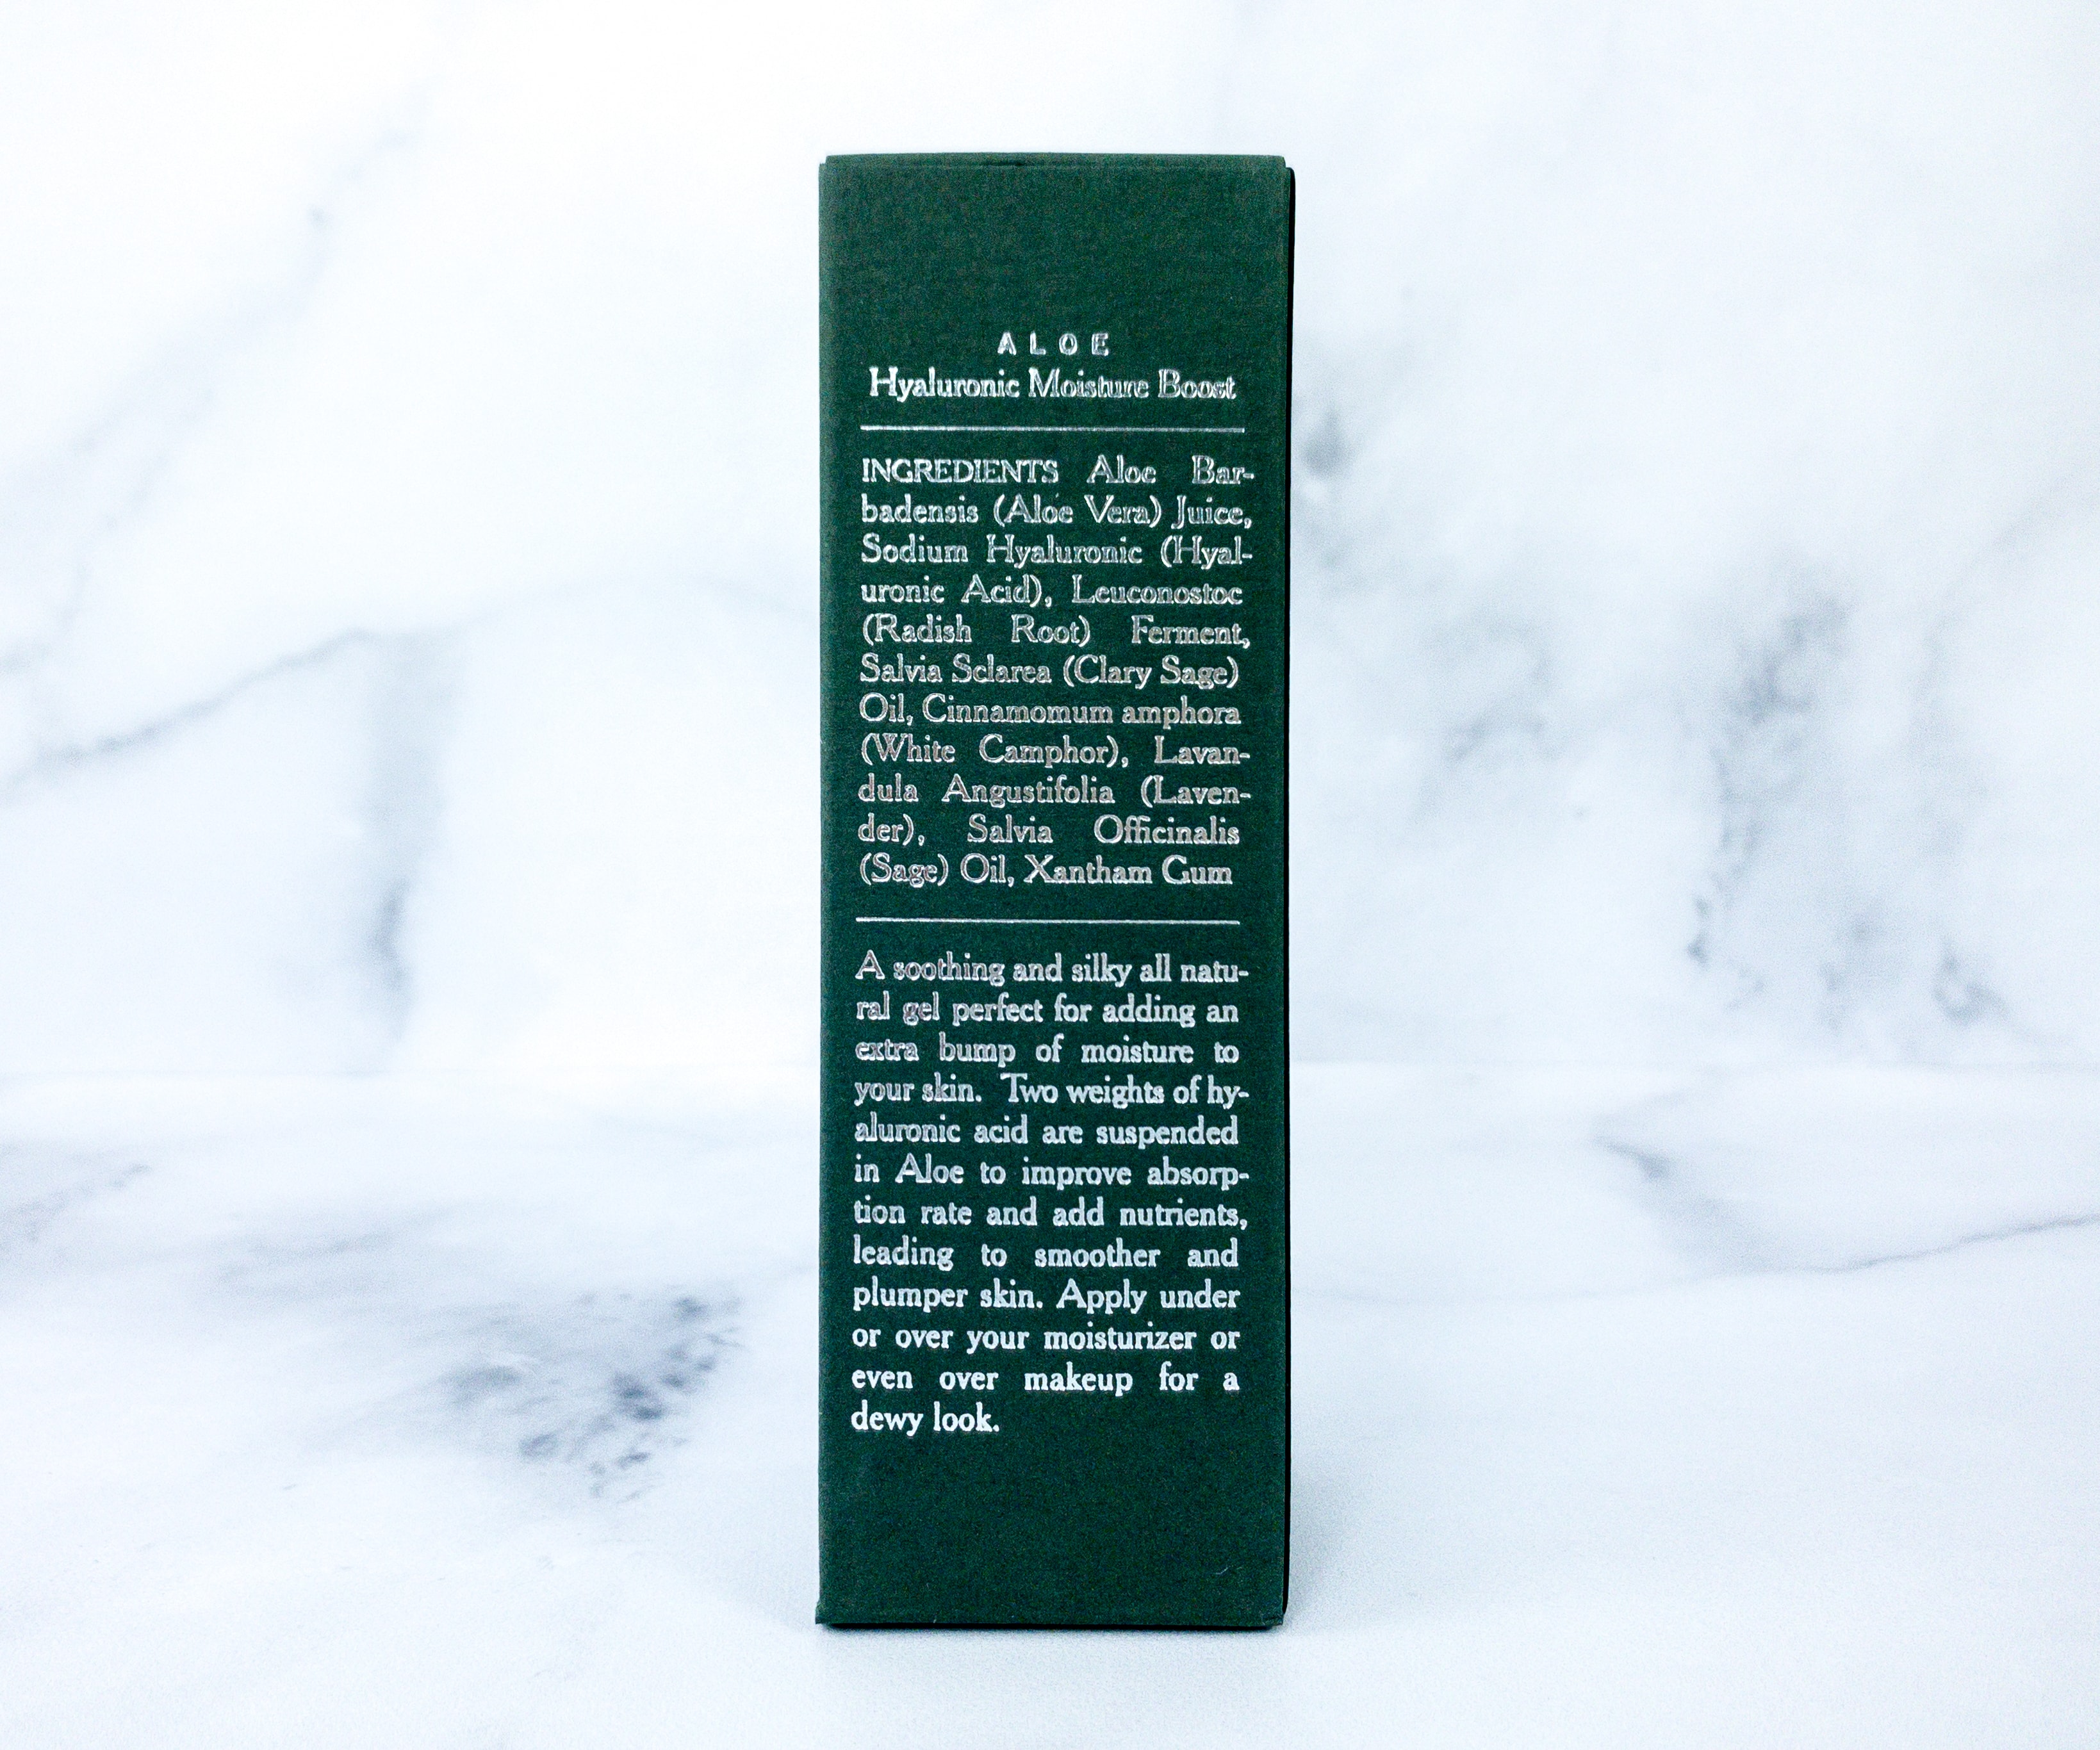 ALOE
Hyaluronic Moisture Boost
INGREDIENTS Aloe Bar-
badensis (Aloe Vera) Juice,
Sodium Hyaluronic (Hyal-
uronic Acid), Leuconostoc
(Radish Root) Ferment,
Salvia Sclarea (Clary Sage)
Oil, Cinnamomum amphora
(White Camphor), Lavan-
dula Angustifolia (Laven-
der), Salvia Officinalis
(Sage) Oil, Xantham Gum
A soothing and silky all natu-
ral gel perfect for adding an
extra bump of moisture to
your skin. Two weights of hy-
aluronic acid are suspended
in Aloe to improve absorp-
tion rate and add nutrients,
leading to smoother and
plumper skin. Apply under
or over your moisturizer or
even over makeup for a
dewy look.